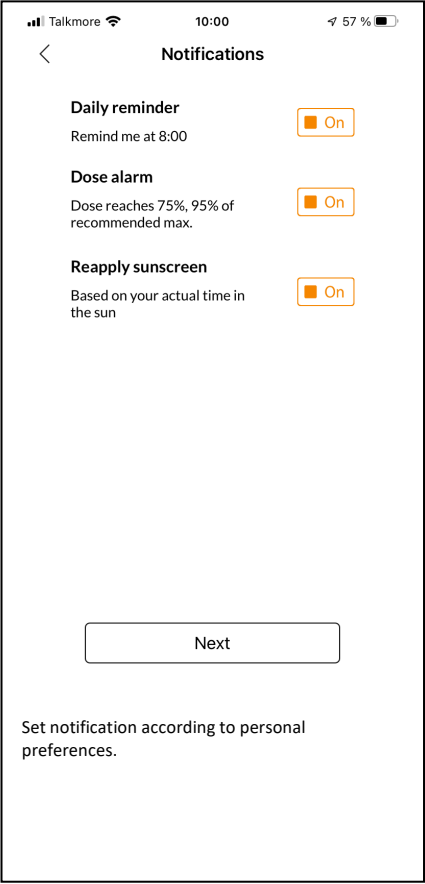 Talkmore 10:00 57 %
Notifications
Daily reminder
Remind me at 8:00
On
Dose alarm
Dose reaches 75%, 95% of
recommended max.
On
Reapply sunscreen
Based on your actual time in
the sun
On
Next
Set notification according to personal
preferences.